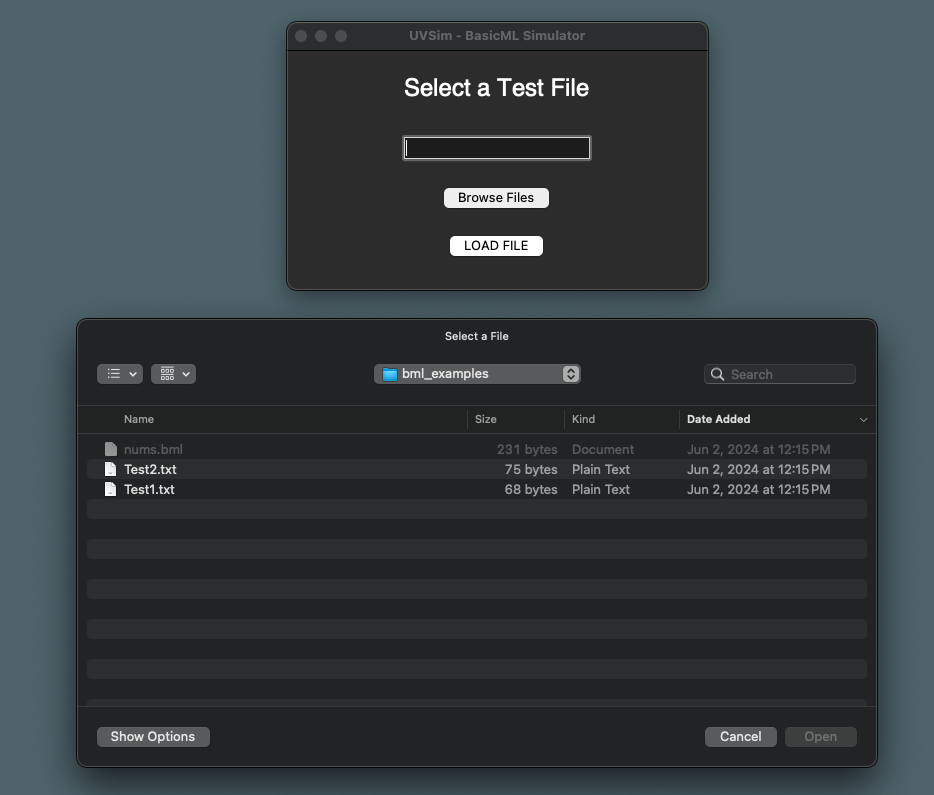 UVSim - BasicML Simulator
Select a Test File
Browse Files
LOAD FILE
Select a File
bml_examples
Search
Name Size Kind Date Added
nums.bml 231 bytes Document Jun 2, 2024 at 12:15 PM
Test2.txt 75 bytes Plain Text Jun 2, 2024 at 12:15 PM
Test1.txt 68 bytes Plain Text Jun 2, 2024 at 12:15 PM
Show Options Cancel Open